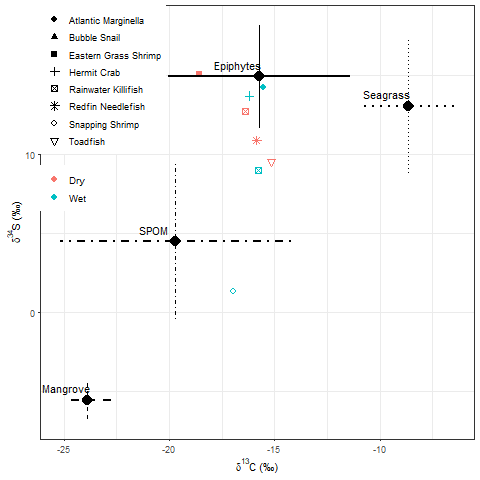 Atlantic Marginella
Bubble Snail
Eastern Grass Shrimp
Hermit Crab
Rainwater Killifish
Redfin Needlefish
Snapping Shrimp
Toadfish
Dry
Wet
Epiphytes
Seagrass
SPOM
Mangrove
10
0
δ³⁴S (‰)
-25
-20
-15
-10
δ¹³C (‰)